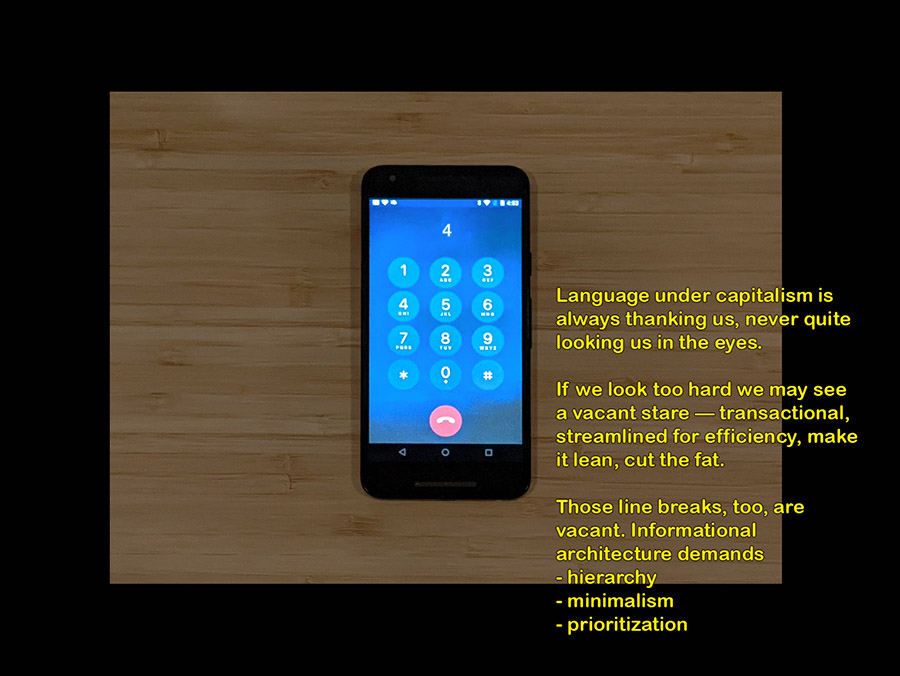 4:53
4
1
2
ABC
3
DEF
4
GHI
5
JKL
6
MNO
7
PQRS
8
TUV
9
WXYZ
*
0
+
#
Language under capitalism is
always thanking us, never quite
looking us in the eyes.
If we look too hard we may see
a vacant stare — transactional,
streamlined for efficiency, make
it lean, cut the fat.
Those line breaks, too, are
vacant. Informational
architecture demands
- hierarchy
- minimalism
- prioritization